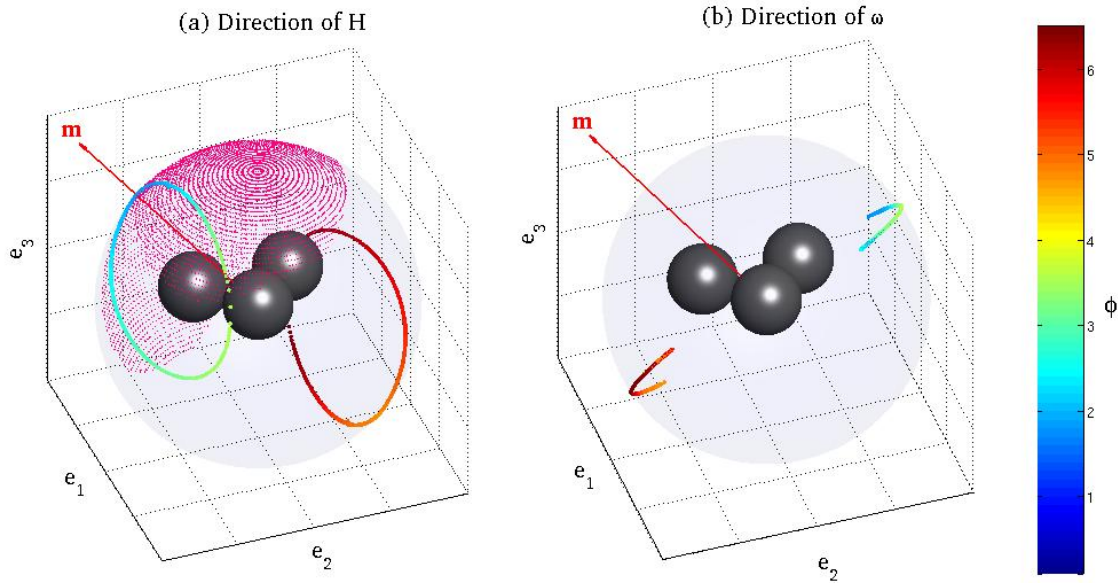 (a) Direction of H
(b) Direction of ω
m
m
e3
e3
e1
e1
e2
e2
6
5
4
3
2
1
ϕ